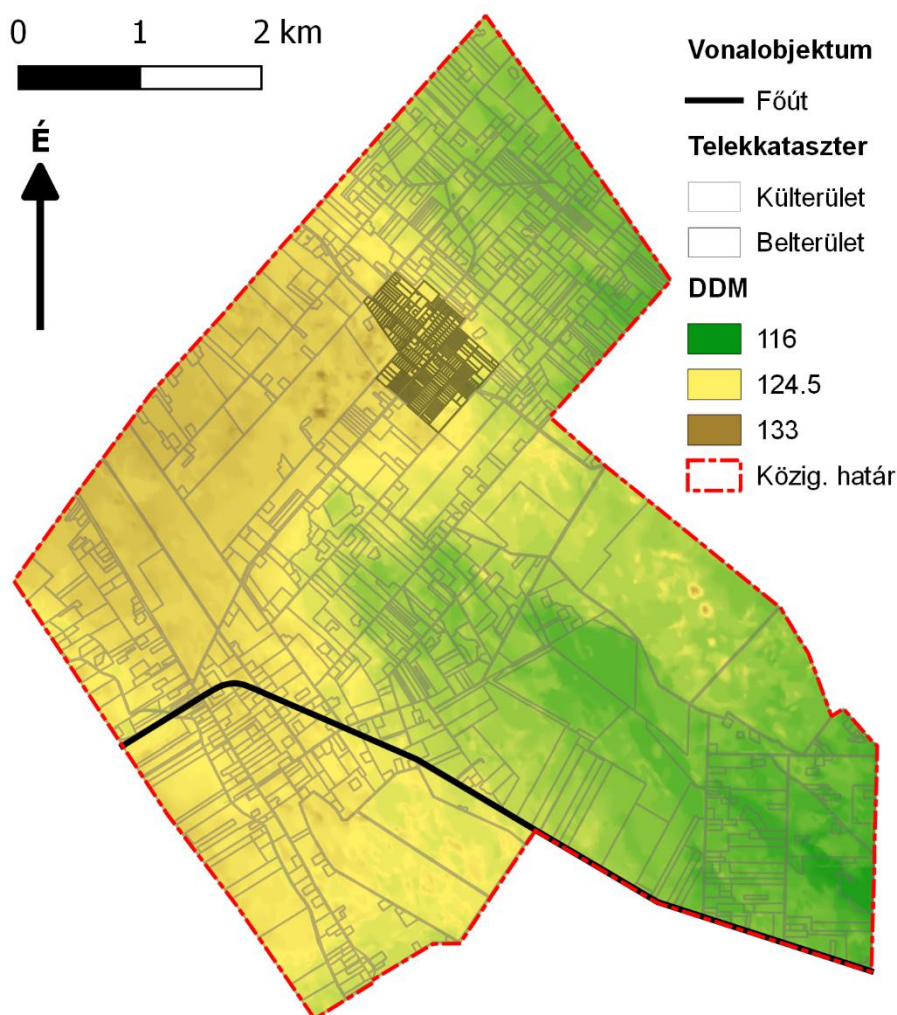 0 1 2 km
É
Vonalobjektum
Főút
Telekkataszter
Külterület
Belterület
DDM
116
124.5
133
Közig. határ